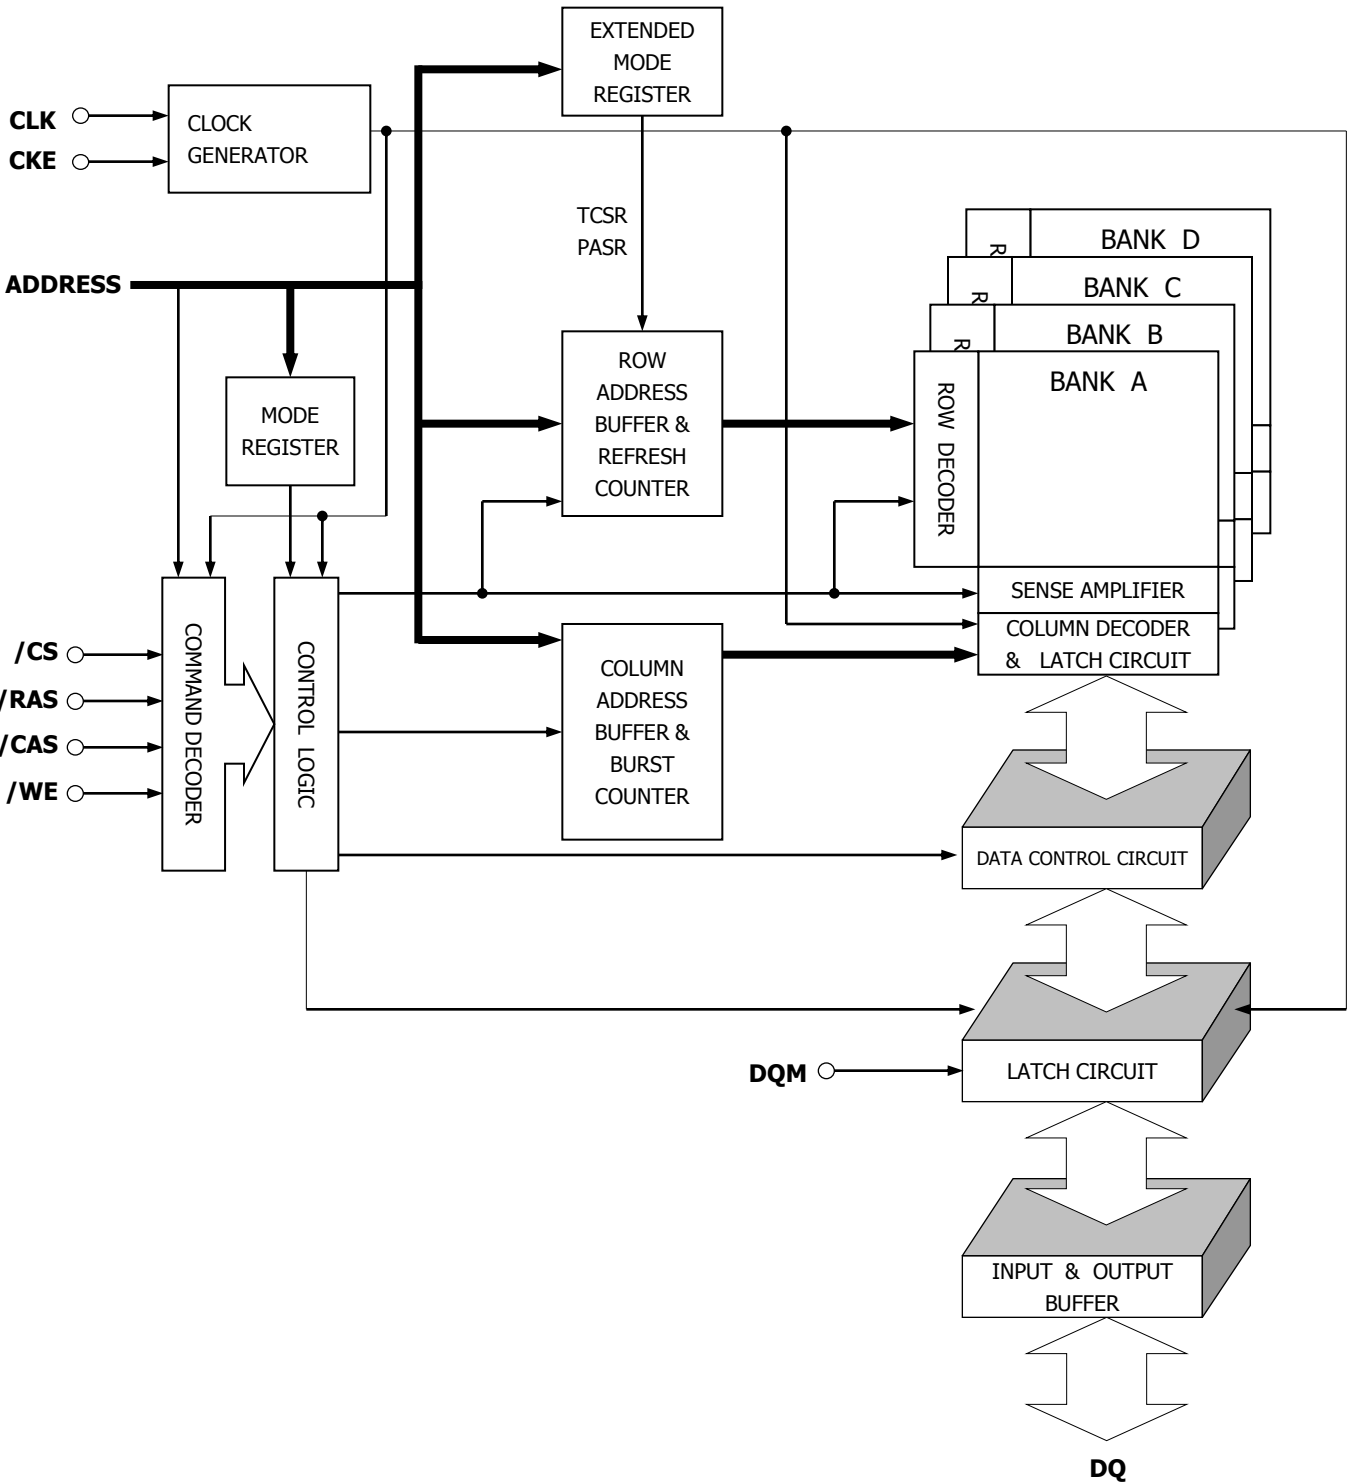 EXTENDED
MODE
REGISTER
CLK
CKE
CLOCK
GENERATOR
TCSR
PASR
ADDRESS
BANK D
BANK C
BANK B
BANK A
R
R
R
ROW DECODER
MODE
REGISTER
ROW
ADDRESS
BUFFER &
REFRESH
COUNTER
SENSE AMPLIFIER
COLUMN DECODER
& LATCH CIRCUIT
/CS
/RAS
/CAS
/WE
COMMAND DECODER
CONTROL LOGIC
COLUMN
ADDRESS
BUFFER &
BURST
COUNTER
DATA CONTROL CIRCUIT
DQM
LATCH CIRCUIT
INPUT & OUTPUT
BUFFER
DQ